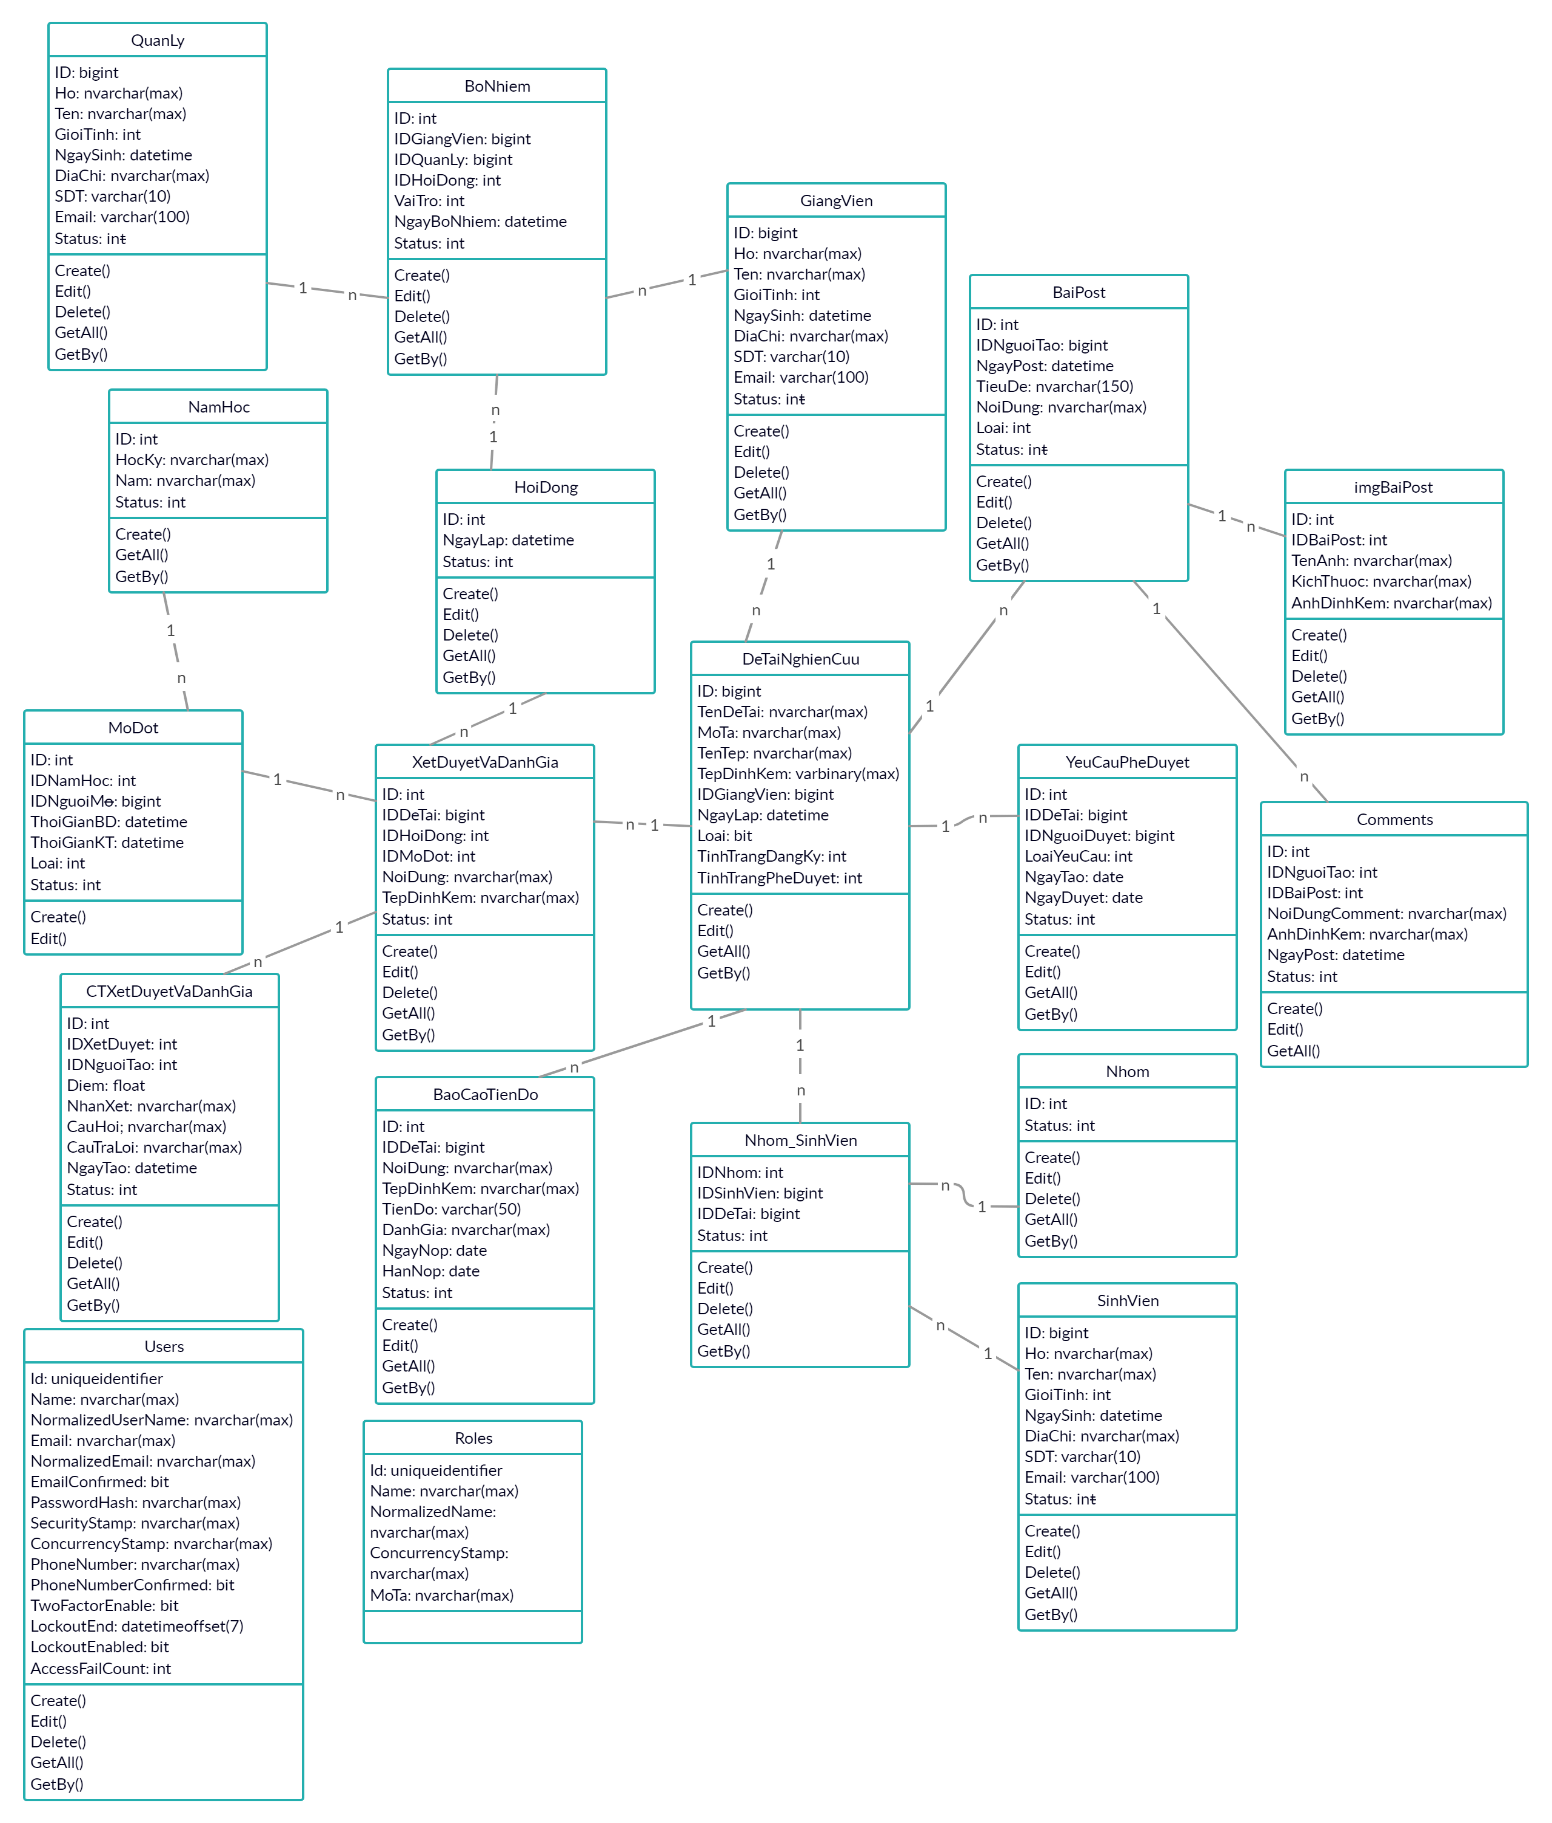 QuanLy
ID: bigint
Ho: nvarchar(max)
Ten: nvarchar(max)
GioiTinh: int
NgaySinh: datetime
DiaChi: nvarchar(max)
SDT: varchar(10)
Email: varchar(100)
Status: int
Create()
Edit()
Delete()
GetAll()
GetBy()
1
n
BoNhiem
ID: int
IDGiangVien: bigint
IDQuanLy: bigint
IDHoiDong: int
VaiTro: int
NgayBoNhiem: datetime
Status: int
Create()
Edit()
Delete()
GetAll()
GetBy()
n
1
n
1
GiangVien
ID: bigint
Ho: nvarchar(max)
Ten: nvarchar(max)
GioiTinh: int
NgaySinh: datetime
DiaChi: nvarchar(max)
SDT: varchar(10)
Email: varchar(100)
Status: int
Create()
Edit()
Delete()
GetAll()
GetBy()
1
n
BaiPost
ID: int
IDNguoiTao: bigint
NgayPost: datetime
TieuDe: nvarchar(150)
NoiDung: nvarchar(max)
Loai: int
Status: int
Create()
Edit()
Delete()
GetAll()
GetBy()
1
n
n
1
1
n
imgBaiPost
ID: int
IDBaiPost: int
TenAnh: nvarchar(max)
KichThuoc: nvarchar(max)
AnhDinhKem: nvarchar(max)
Create()
Edit()
Delete()
GetAll()
GetBy()
NamHoc
ID: int
HocKy: nvarchar(max)
Nam: nvarchar(max)
Status: int
Create()
GetAll()
GetBy()
1
n
HoiDong
ID: int
NgayLap: datetime
Status: int
Create()
Edit()
Delete()
GetAll()
GetBy()
1
n
MoDot
ID: int
IDNamHoc: int
IDNguoiMo: bigint
ThoiGianBD: datetime
ThoiGianKT: datetime
Loai: int
Status: int
Create()
Edit()
1
n
XetDuyetVaDanhGia
ID: int
IDDeTai: bigint
IDHoiDong: int
IDMoDot: int
NoiDung: nvarchar(max)
TepDinhKem: nvarchar(max)
Status: int
Create()
Edit()
Delete()
GetAll()
GetBy()
n
1
1
n
DeTaiNghienCuu
ID: bigint
TenDeTai: nvarchar(max)
MoTa: nvarchar(max)
TenTep: nvarchar(max)
TepDinhKem: varbinary(max)
IDGiangVien: bigint
NgayLap: datetime
Loai: bit
TinhTrangDangKy: int
TinhTrangPheDuyet: int
Create()
Edit()
GetAll()
GetBy()
1
n
1
n
1
n
YeuCauPheDuyet
ID: int
IDDeTai: bigint
IDNguoiDuyet: bigint
LoaiYeuCau: int
NgayTao: date
NgayDuyet: date
Status: int
Create()
Edit()
GetAll()
GetBy()
Comments
ID: int
IDNguoiTao: int
IDBaiPost: int
NoiDungComment: nvarchar(max)
AnhDinhKem: nvarchar(max)
NgayPost: datetime
Status: int
Create()
Edit()
GetAll()
CTXetDuyetVaDanhGia
ID: int
IDXetDuyet: int
IDNguoiTao: int
Diem: float
NhanXet: nvarchar(max)
CauHoi; nvarchar(max)
CauTraLoi: nvarchar(max)
NgayTao: datetime
Status: int
Create()
Edit()
Delete()
GetAll()
GetBy()
BaoCaoTienDo
ID: int
IDDeTai: bigint
NoiDung: nvarchar(max)
TepDinhKem: nvarchar(max)
TienDo: varchar(50)
DanhGia: nvarchar(max)
NgayNop: date
HanNop: date
Status: int
Create()
Edit()
GetAll()
GetBy()
Nhom_SinhVien
IDNhom: int
IDSinhVien: bigint
IDDeTai: bigint
Status: int
Create()
Edit()
Delete()
GetAll()
GetBy()
n
1
n
1
Nhom
ID: int
Status: int
Create()
Edit()
Delete()
GetAll()
GetBy()
SinhVien
ID: bigint
Ho: nvarchar(max)
Ten: nvarchar(max)
GioiTinh: int
NgaySinh: datetime
DiaChi: nvarchar(max)
SDT: varchar(10)
Email: varchar(100)
Status: int
Create()
Edit()
Delete()
GetAll()
GetBy()
Users
Id: uniqueidentifier
Name: nvarchar(max)
NormalizedUserName: nvarchar(max)
Email: nvarchar(max)
NormalizedEmail: nvarchar(max)
EmailConfirmed: bit
PasswordHash: nvarchar(max)
SecurityStamp: nvarchar(max)
ConcurrencyStamp: nvarchar(max)
PhoneNumber: nvarchar(max)
PhoneNumberConfirmed: bit
TwoFactorEnable: bit
LockoutEnd: datetimeoffset(7)
LockoutEnabled: bit
AccessFailCount: int
Create()
Edit()
Delete()
GetAll()
GetBy()
Roles
Id: uniqueidentifier
Name: nvarchar(max)
NormalizedName:
nvarchar(max)
ConcurrencyStamp:
nvarchar(max)
MoTa: nvarchar(max)